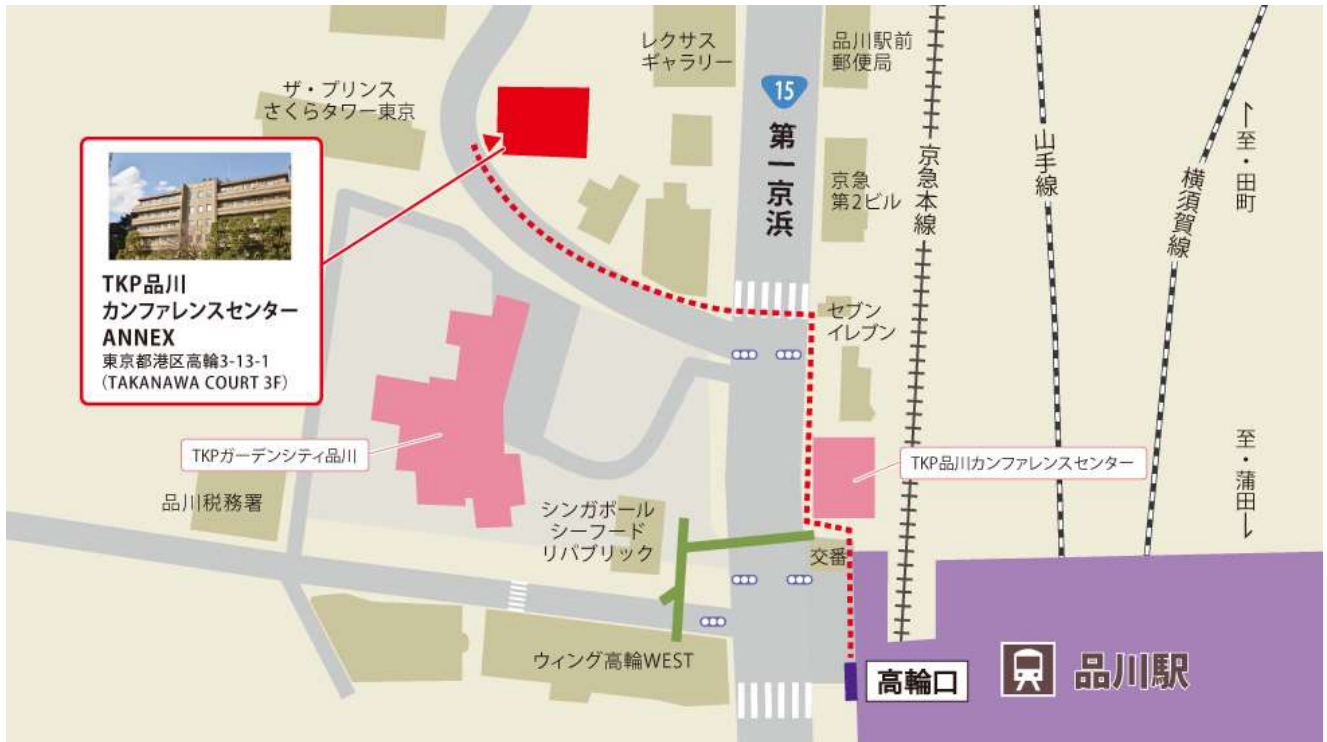 レクサス
ギャラリー
品川駅前
郵便局
ザ・プリンス
さくらタワー東京
15
第一京浜
京急
第2ビル
京急本線
山手線
横須賀線
至・田町
TKP品川
カンファレンスセンター
ANNEX
東京都港区高輪3-13-1
(TAKANAWA COURT 3F)
セブン
イレブン
TKPガーデンシティ品川
TKP品川カンファレンスセンター
至・蒲田
品川税務署
シンガポール
シーフード
リパブリック
交番
ウィング高輪WEST
高輪口
品川駅